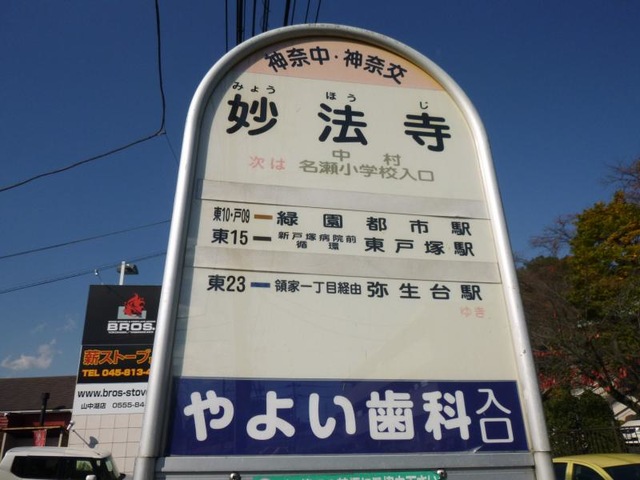 神奈中・神奈交
みょう ほう じ
妙法寺
次は 中村
名瀬小学校入口
東10・戸09 緑園都市駅
東15 新戸塚病院前
循環 東戸塚駅
東23 領家一丁目経由 弥生台駅
ゆき
やよい歯科入口
BROS.
薪ストーブ
TEL 045-813-4
www.bros-stov
山中湖店 0555-84